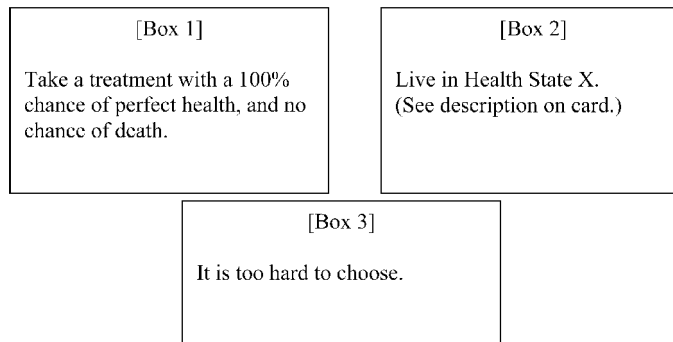 [Box 1]
Take a treatment with a 100%
chance of perfect health, and no
chance of death.
[Box 2]
Live in Health State X.
(See description on card.)
[Box 3]
It is too hard to choose.